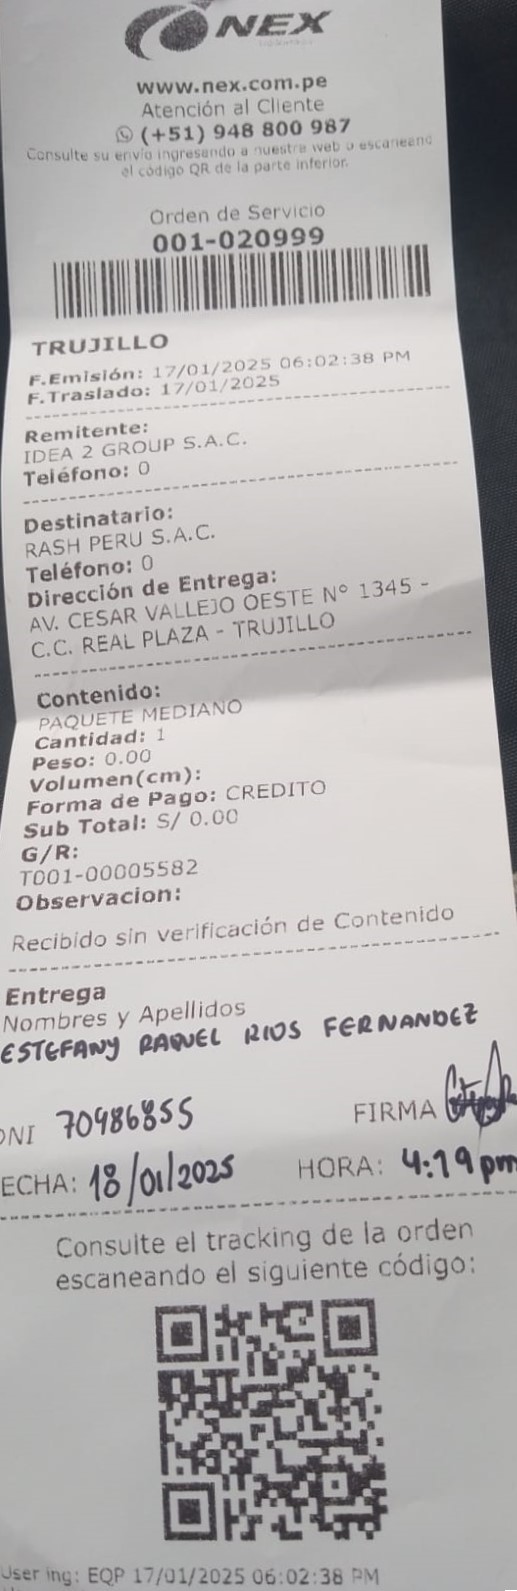 NEX
www.nex.com.pe
Atención al Cliente
(+51) 948 800 987
Consulte su envío ingresando a nuestra web o escaneand
el código QR de la parte inferior.
Orden de Servicio
001-020999
TRUJILLO
F.Emisión: 17/01/2025 06:02:38 PM
F.Traslado: 17/01/2025
Remitente:
IDEA 2 GROUP S.A.C.
Teléfono: 0
Destinatario:
RASH PERU S.A.C.
Teléfono: 0
Dirección de Entrega:
AV. CESAR VALLEJO OESTE N° 1345 -
C.C. REAL PLAZA - TRUJILLO
Contenido:
PAQUETE MEDIANO
Cantidad: 1
Peso: 0.00
Volumen(cm):
Forma de Pago: CREDITO
Sub Total: S/ 0.00
G/R:
T001-00005582
Observacion:
Recibido sin verificación de Contenido
Entrega
Nombres y Apellidos
ESTEFANY RAQUEL RIOS FERNANDEZ
DNI 70986855 FIRMA
ECHA: 18/01/2025 HORA: 4:19 pm
Consulte el tracking de la orden
escaneando el siguiente código:
User ing: EQP 17/01/2025 06:02:38 PM